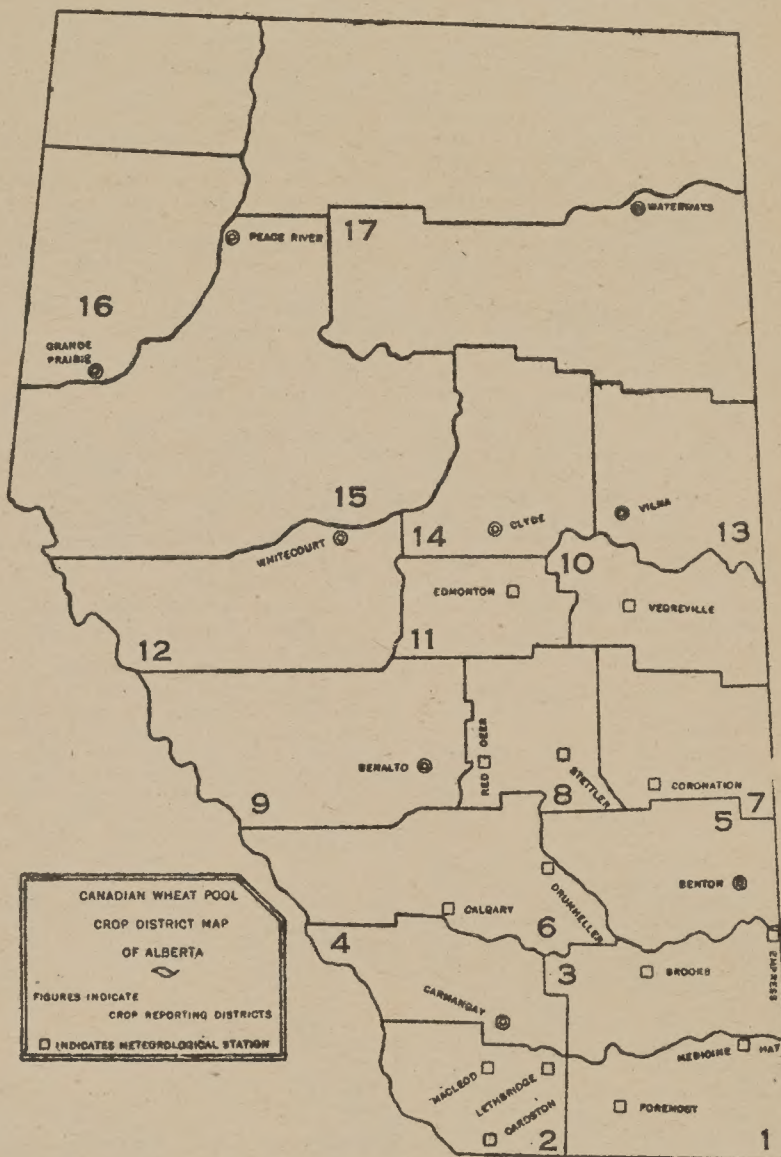 WATERWAYS
17
PEACE RIVER
16
GRANDE
PRAIRIE
15
VILNA
CLYDE
13
WHITECOURT
14
10
EDMONTON
VEGREVILLE
12
11
RED DEER
STETTLER
BENALTO
CORONATION
9
8
7
5
BENTON
DRUMHELLER
CALGARY
6
4
EMPRESS
3
BROOKS
CARMANGAY
MEDICINE HAT
MACLEOD
LETHBRIDGE
CARDSTON
FOREMOST
2
1
CANADIAN WHEAT POOL
CROP DISTRICT MAP
OF ALBERTA
FIGURES INDICATE
CROP REPORTING DISTRICTS
INDICATES METEOROLOGICAL STATION